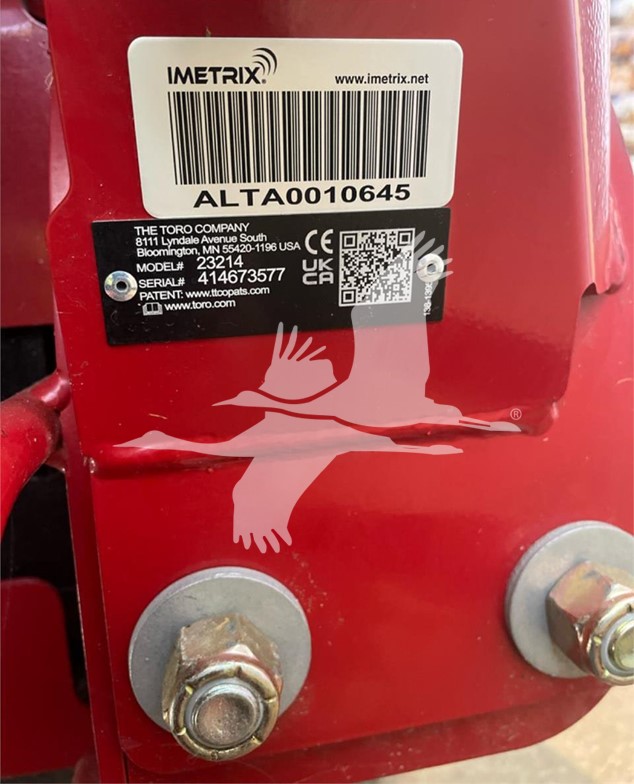 IMETRIX®
www.imetrix.net
ALTA0010645
THE TORO COMPANY
8111 Lyndale Avenue South
Bloomington, MN 55420-1196 USA
MODEL# 23214
SERIAL# 414673577
PATENT: www.ttcopats.com
www.toro.com
CE
UK
CA
®